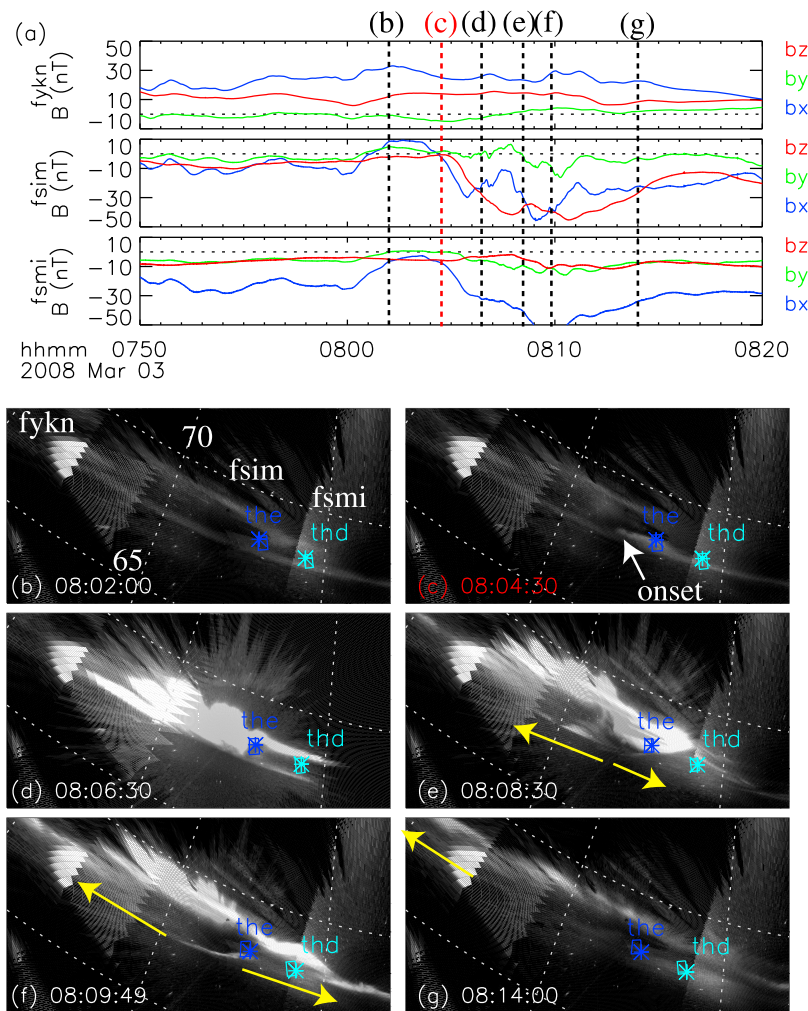 (b) (c) (d) (e) (f) (g)
(a)
50
30
10
−10
fykn
B (nT)
bz
by
bx
10
−10
−30
−50
fsim
B (nT)
bz
by
bx
10
−10
−30
−50
fsmi
B (nT)
bz
by
bx
hhmm 0750 0800 0810 0820
2008 Mar 03
fykn
70
fsim
fsmi
the
thd
65
(b) 08:02:00
the
thd
onset
(c) 08:04:30
the
thd
(d) 08:06:30
the
thd
(e) 08:08:30
the
thd
(f) 08:09:49
the
thd
(g) 08:14:00